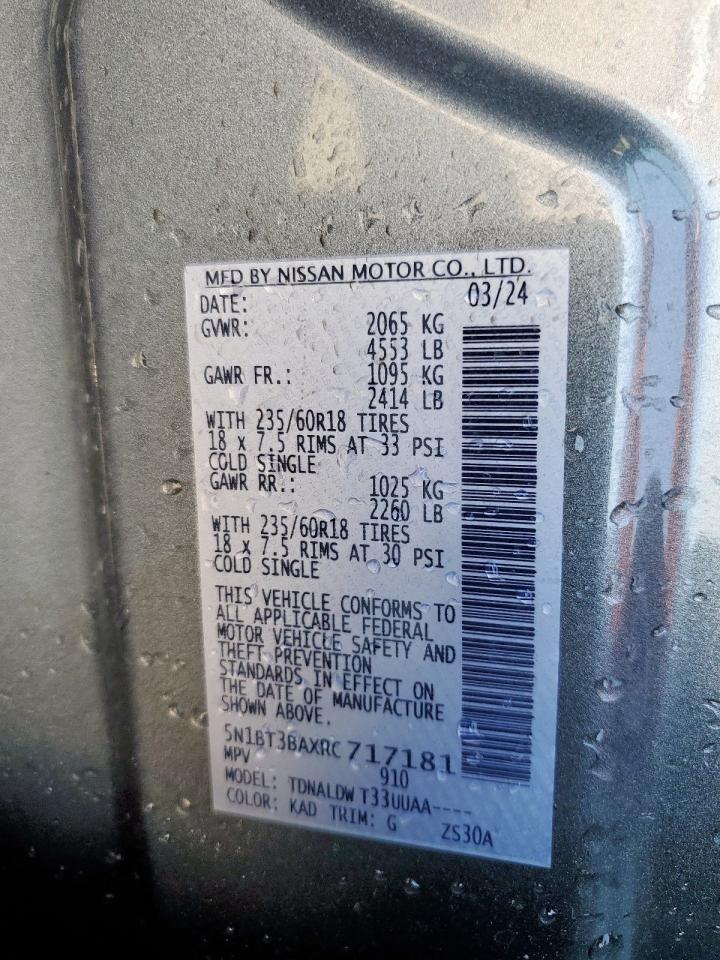 MFD BY NISSAN MOTOR CO., LTD.
DATE: 03/24
GVWR: 2065 KG
4553 LB
GAWR FR.: 1095 KG
2414 LB
WITH 235/60R18 TIRES
18 x 7.5 RIMS AT 33 PSI
COLD SINGLE
GAWR RR.: 1025 KG
2260 LB
WITH 235/60R18 TIRES
18 x 7.5 RIMS AT 30 PSI
COLD SINGLE
THIS VEHICLE CONFORMS TO
ALL APPLICABLE FEDERAL
MOTOR VEHICLE SAFETY AND
THEFT PREVENTION
STANDARDS IN EFFECT ON
THE DATE OF MANUFACTURE
SHOWN ABOVE.
5N1BT3BAXRC 717181
MPV 910
MODEL: TDNALDW T33UUAA----
COLOR: KAD TRIM: G ZS30A